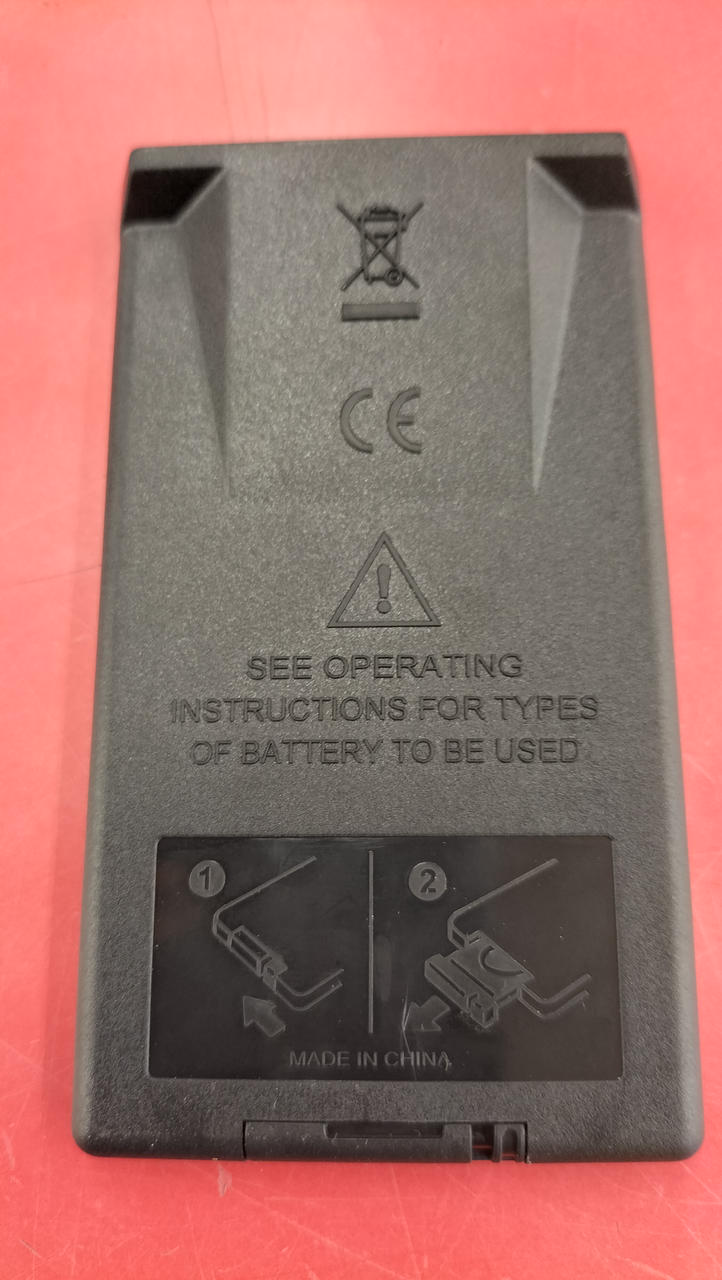 CE
SEE OPERATING
INSTRUCTIONS FOR TYPES
OF BATTERY TO BE USED
1 2
MADE IN CHINA